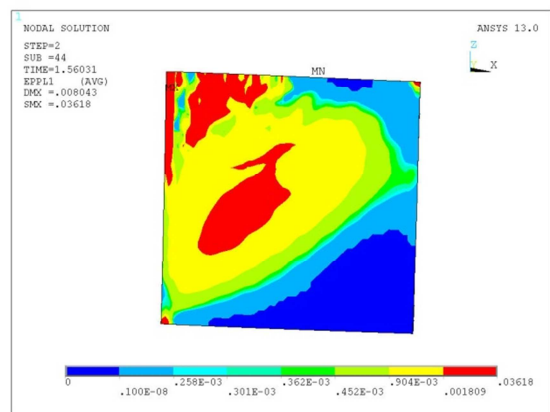 1
NODAL SOLUTION
ANSYS 13.0
STEP=2
SUB =44
TIME=1.56031
EPPL1 (AVG)
DMX =.008043
SMX =.03618
Z
Y X
MN
MX
0 .258E-03 .362E-03 .904E-03 .03618
.100E-08 .301E-03 .452E-03 .001809